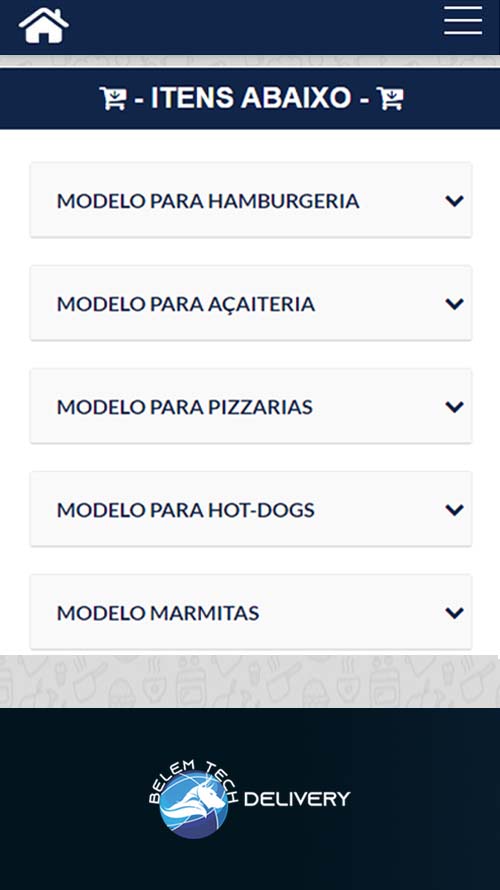 - ITENS ABAIXO -
MODELO PARA HAMBURGERIA
MODELO PARA AÇAITERIA
MODELO PARA PIZZARIAS
MODELO PARA HOT-DOGS
MODELO MARMITAS
BELEM TECH
DELIVERY